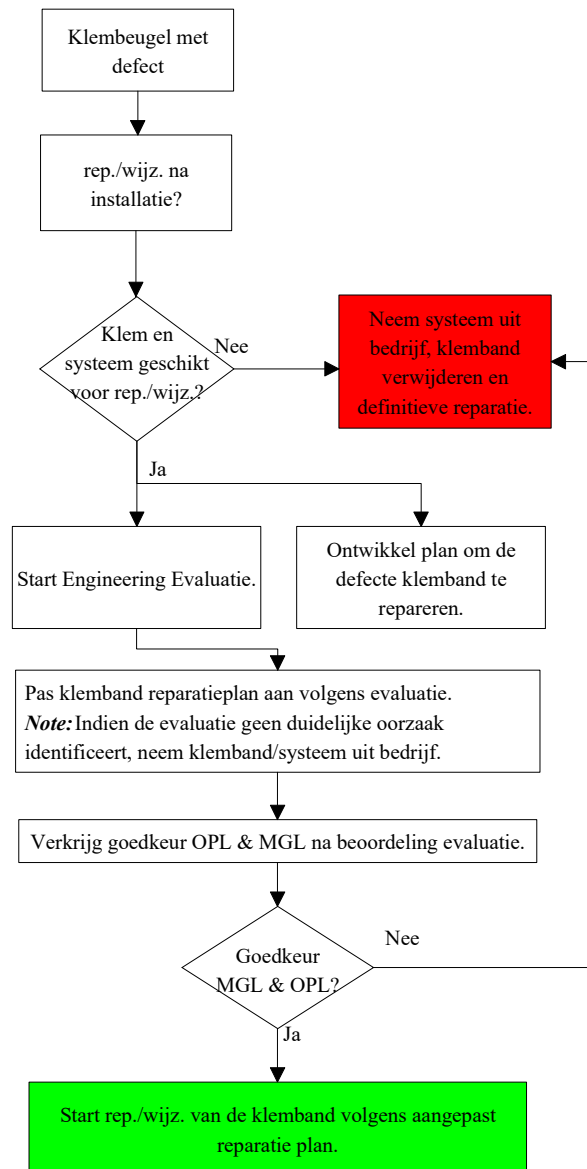 Klembeugel met
defect
rep./wijz. na
installatie?
Klem en
systeem geschikt
voor rep./wijz.?
Nee
Neem systeem uit
bedrijf, klemband
verwijderen en
definitieve reparatie.
Ja
Start Engineering Evaluatie.
Ontwikkel plan om de
defecte klemband te
repareren.
Pas klemband reparatieplan aan volgens evaluatie.
Note: Indien de evaluatie geen duidelijke oorzaak
identificeert, neem klemband/systeem uit bedrijf.
Verkrijg goedkeur OPL & MGL na beoordeling evaluatie.
Goedkeur
MGL & OPL?
Nee
Ja
Start rep./wijz. van de klemband volgens aangepast
reparatie plan.